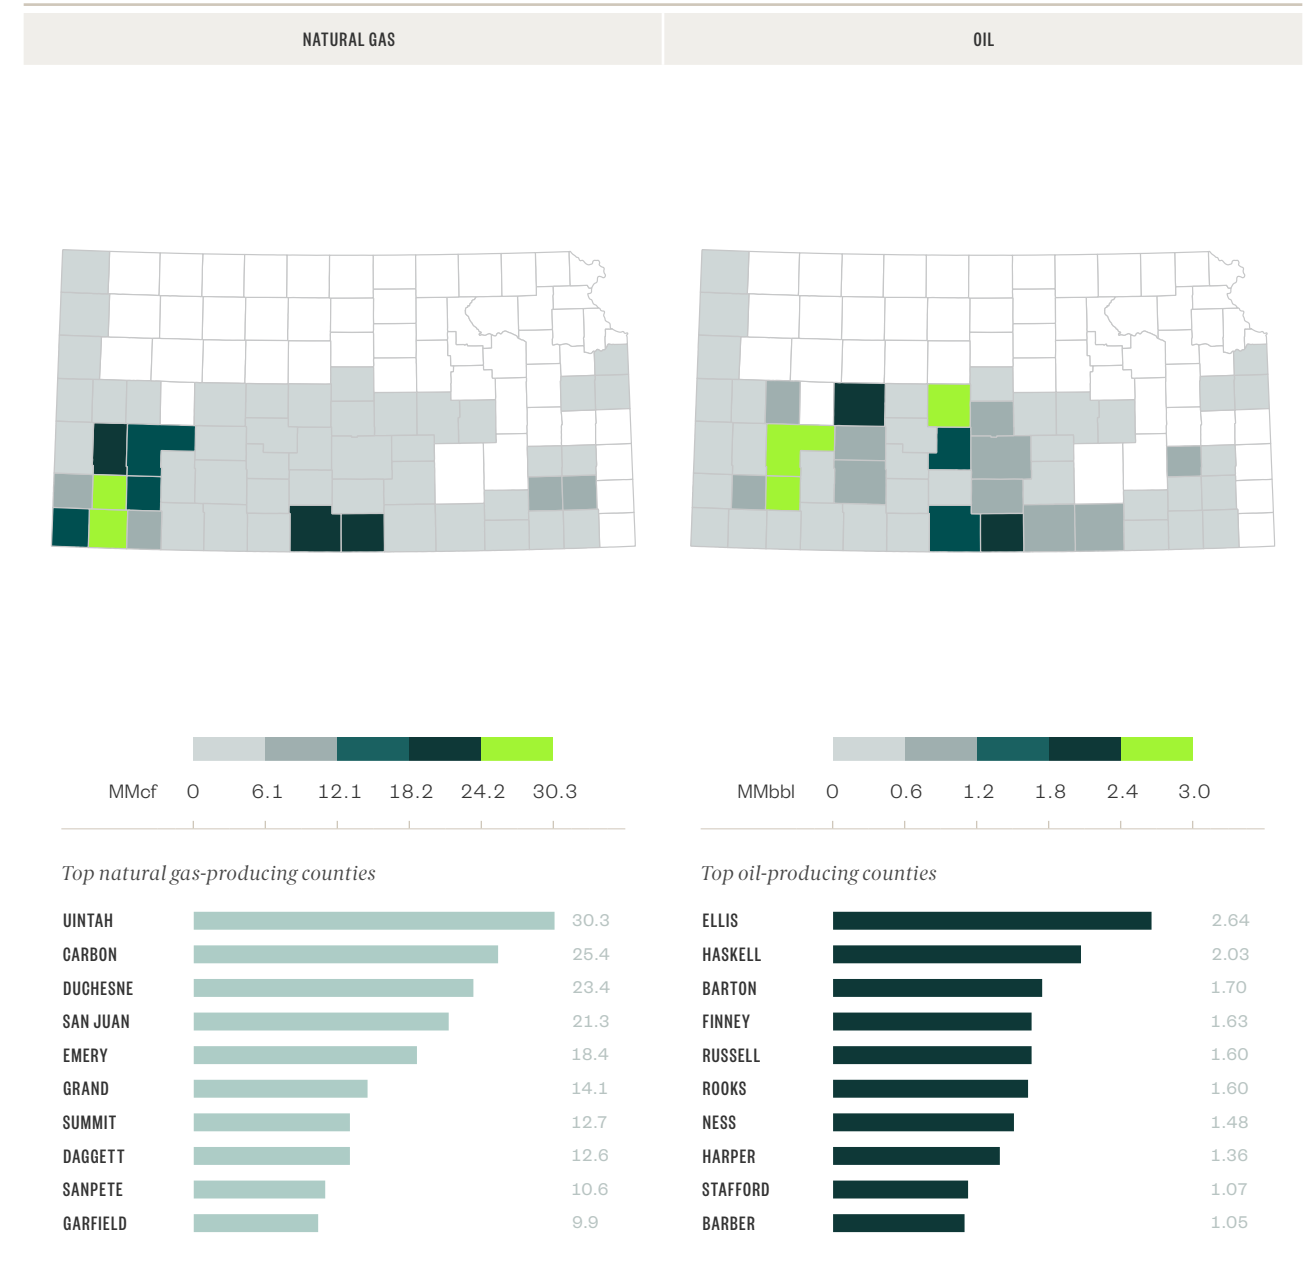 NATURAL GAS
OIL
MMcf 0 6.1 12.1 18.2 24.2 30.3
MMbbl 0 0.6 1.2 1.8 2.4 3.0
Top natural gas-producing counties
UINTAH 30.3
CARBON 25.4
DUCHESNE 23.4
SAN JUAN 21.3
EMERY 18.4
GRAND 14.1
SUMMIT 12.7
DAGGETT 12.6
SANPETE 10.6
GARFIELD 9.9
Top oil-producing counties
ELLIS 2.64
HASKELL 2.03
BARTON 1.70
FINNEY 1.63
RUSSELL 1.60
ROOKS 1.60
NESS 1.48
HARPER 1.36
STAFFORD 1.07
BARBER 1.05